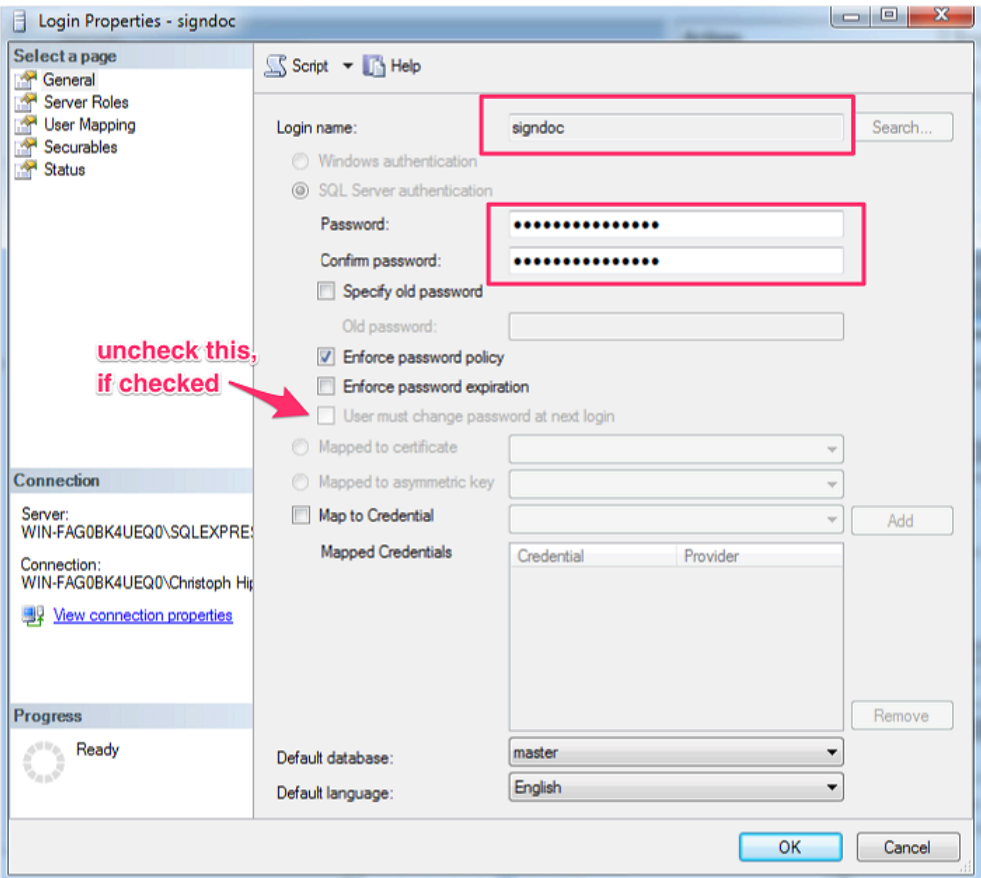 Login Properties - signdoc
Select a page
General
Server Roles
User Mapping
Securables
Status
Script
Help
Login name:
signdoc
Search...
Windows authentication
SQL Server authentication
Password:
•••••••••••••••
Confirm password:
•••••••••••••••
Specify old password
Old password:
Enforce password policy
Enforce password expiration
User must change password at next login
uncheck this,
if checked
Mapped to certificate
Mapped to asymmetric key
Map to Credential
Add
Mapped Credentials
Credential
Provider
Remove
Default database:
master
Default language:
English
Connection
Server:
WIN-FAG0BK4UEQ0\SQLEXPRES
Connection:
WIN-FAG0BK4UEQ0\Christoph Hip
View connection properties
Progress
Ready
OK
Cancel